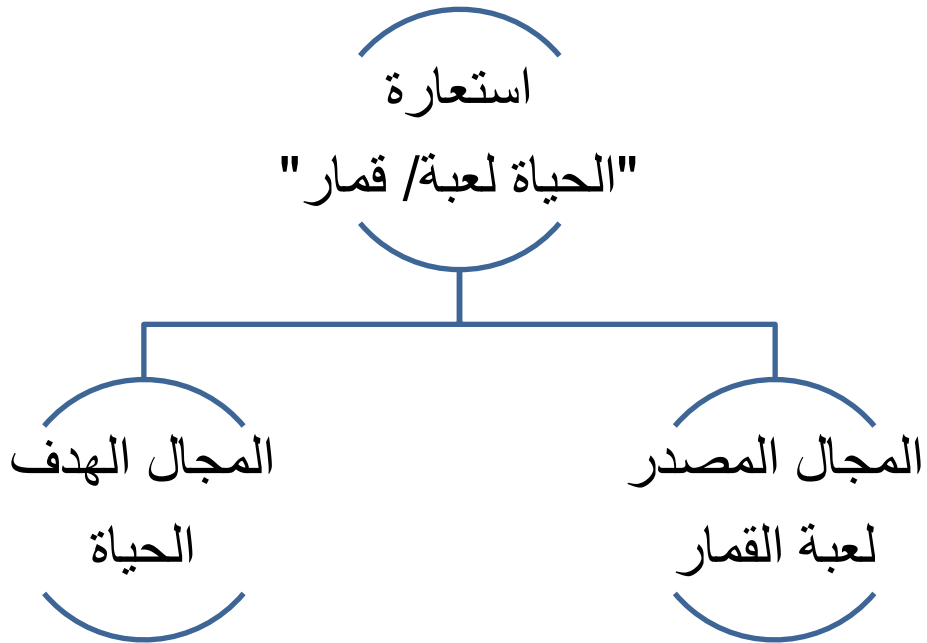 استعارة
"الحياة لعبة/ قمار"
المجال المصدر
لعبة القمار
المجال الهدف
الحياة